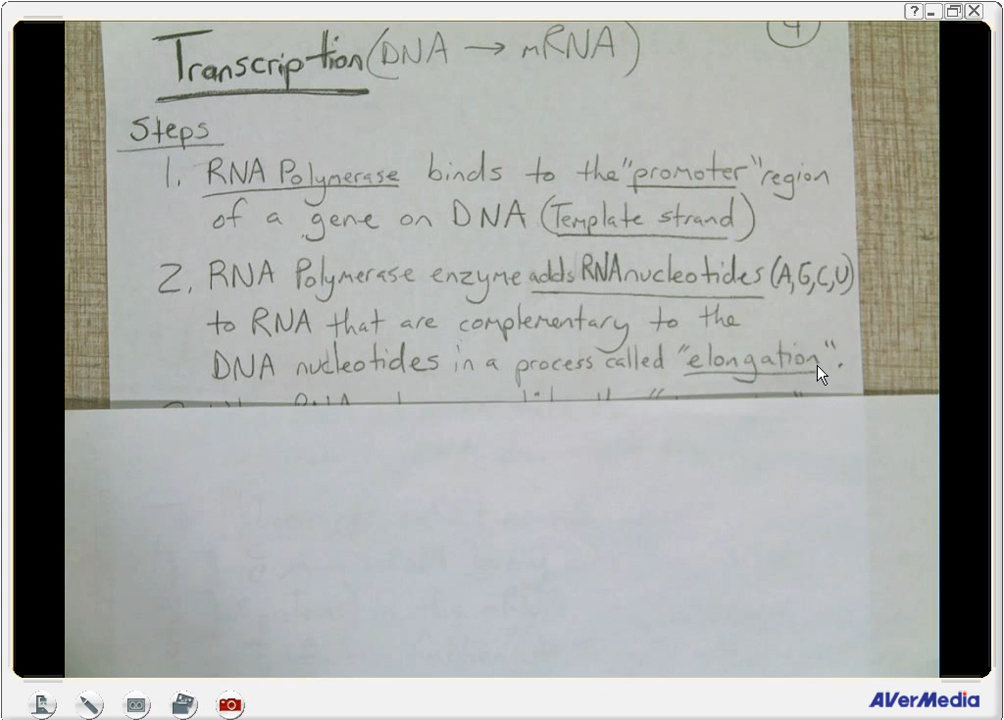 4
Transcription (DNA → mRNA)
Steps
1. RNA Polymerase binds to the "promoter" region
of a gene on DNA (Template strand)
2. RNA Polymerase enzyme adds RNA nucleotides (A,G,C,U)
to RNA that are complementary to the
DNA nucleotides in a process called "elongation".
RNA
AVerMedia